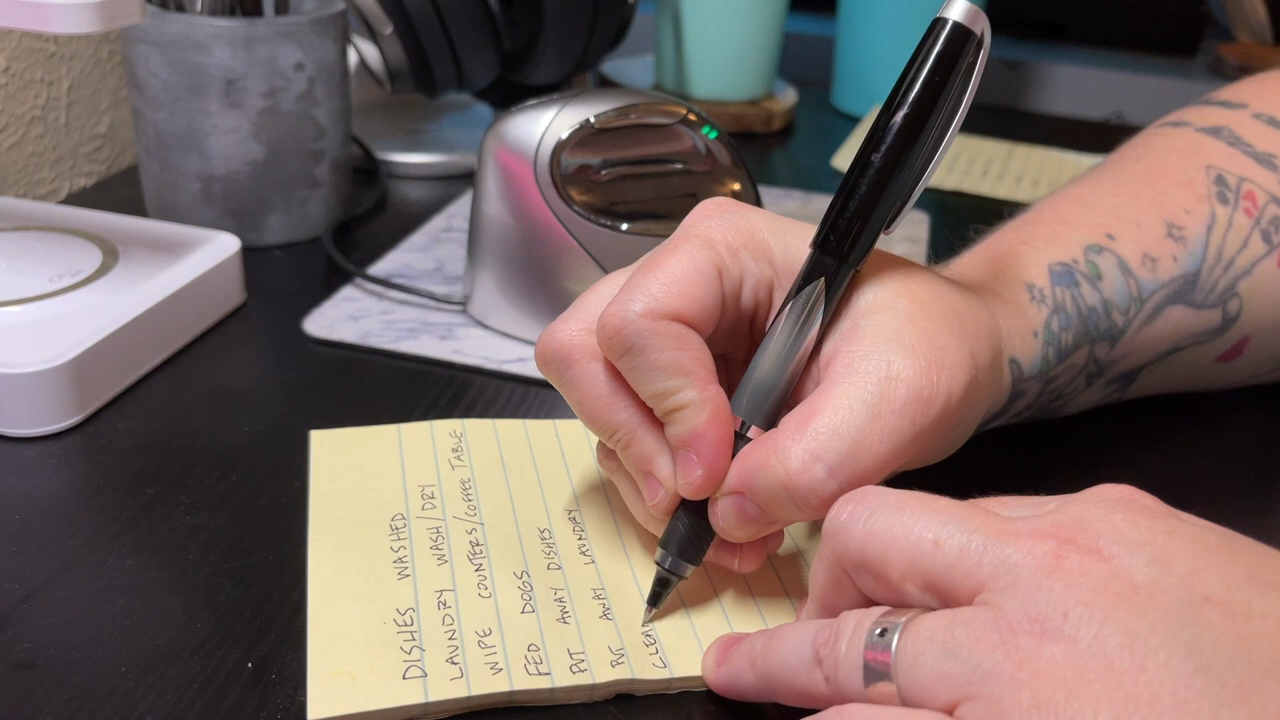 DISHES WASHED
LAUNDRY WASH/DRY
WIPE COUNTERS/COFFEE TABLE
FED DOGS
PUT AWAY DISHES
PUT AWAY LAUNDRY
CLEA